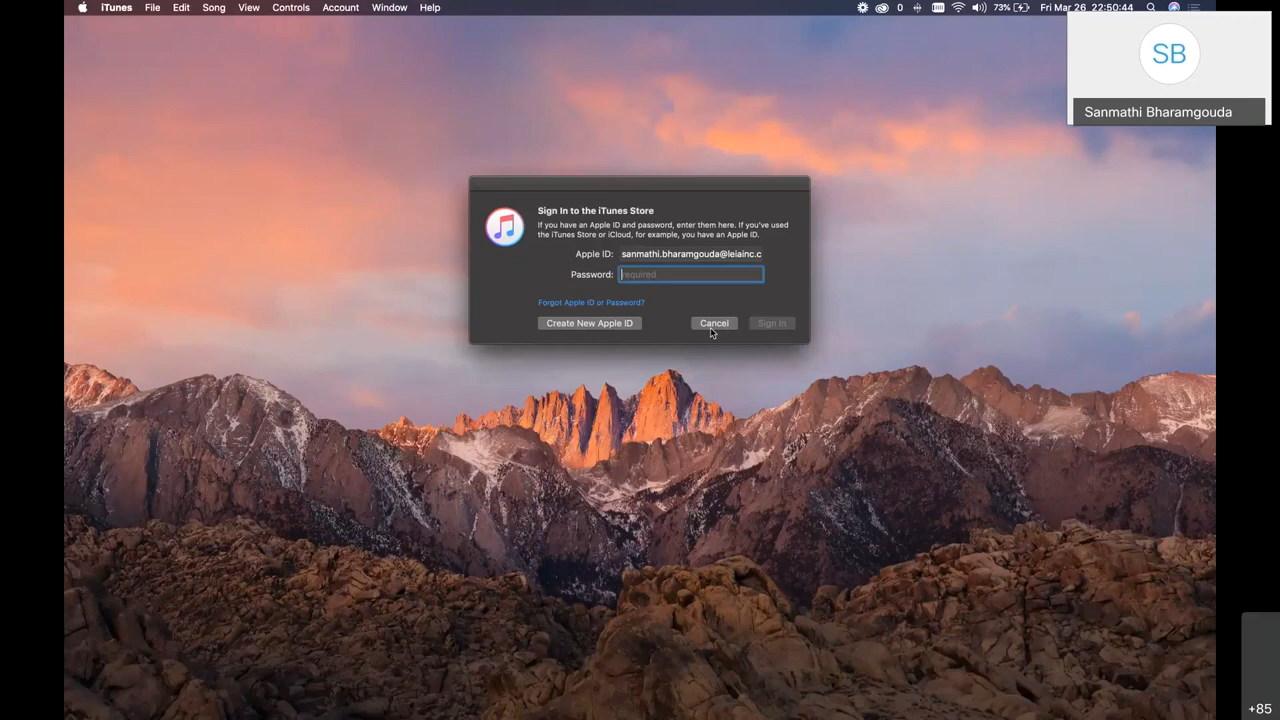 iTunes File Edit Song View Controls Account Window Help 0 73% Fri Mar 26 22:50:44
SB
Sanmathi Bharamgouda
Sign In to the iTunes Store
If you have an Apple ID and password, enter them here. If you've used
the iTunes Store or iCloud, for example, you have an Apple ID.
Apple ID: sanmathi.bharamgouda@leiainc.c
Password: required
Forgot Apple ID or Password?
Create New Apple ID Cancel Sign In
+85